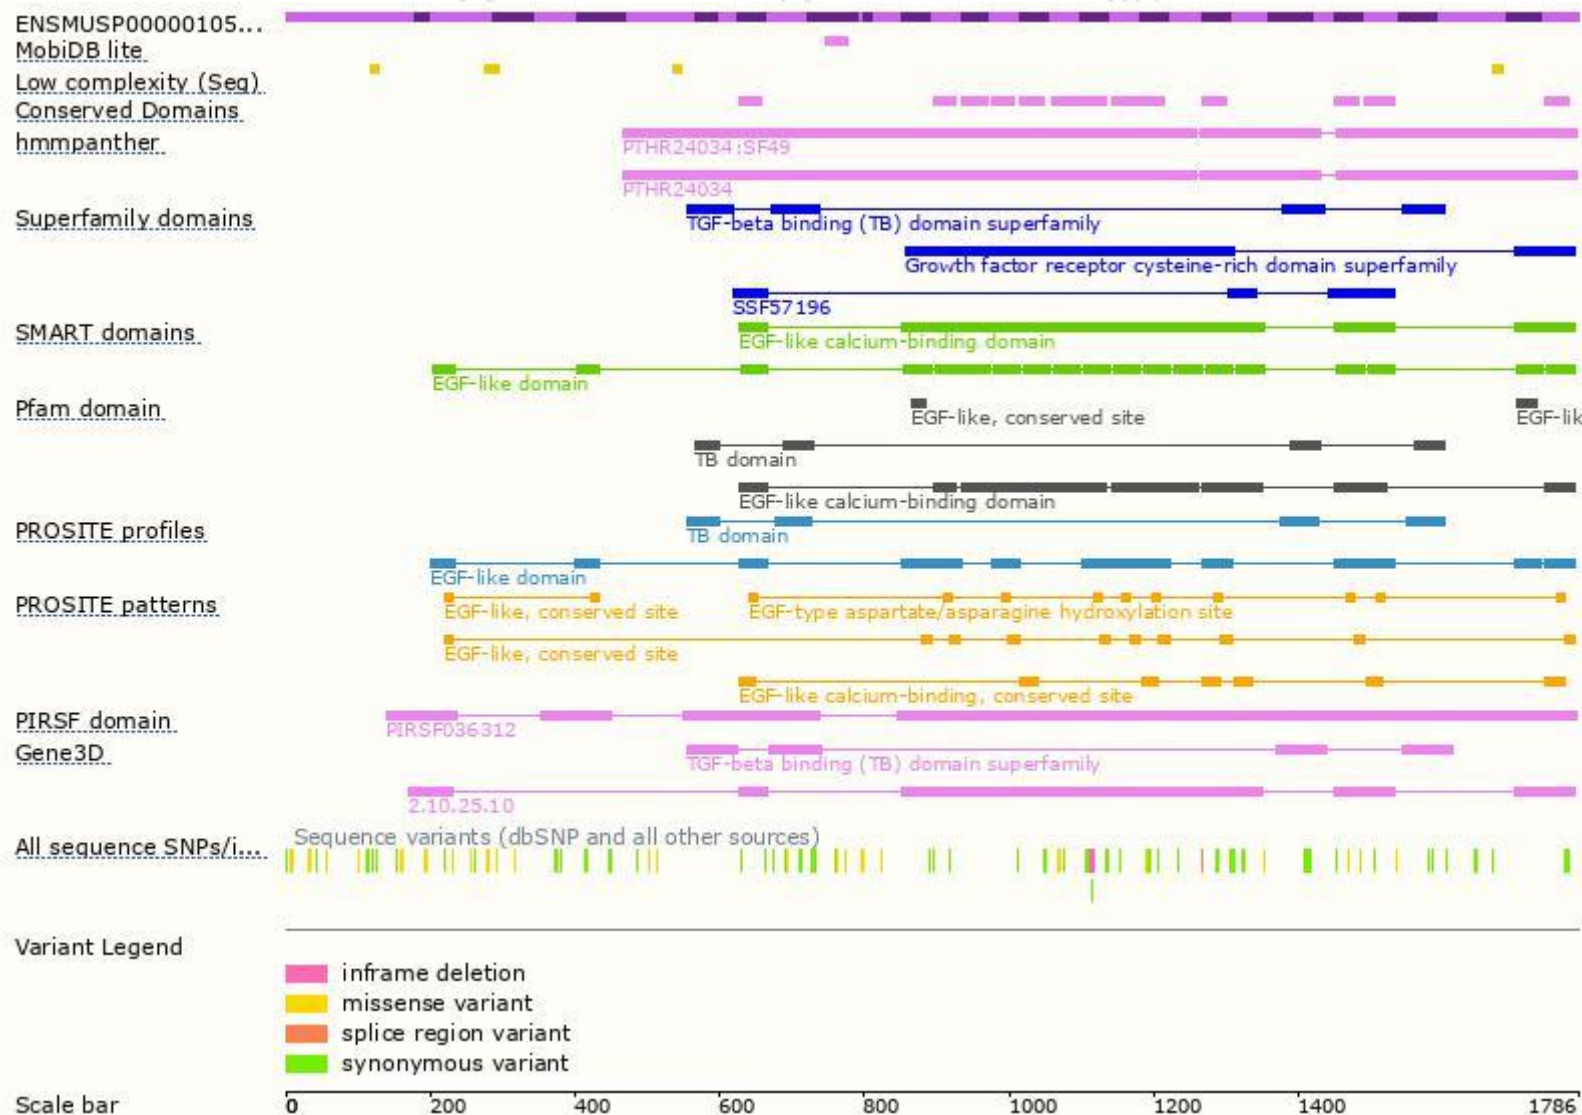 ENSMUSP00000105...
MobiDB lite
Low complexity (Seg)
Conserved Domains
hmmpanther
PTHR24034:SF49
PTHR24034
Superfamily domains
TGF-beta binding (TB) domain superfamily
Growth factor receptor cysteine-rich domain superfamily
SSF57196
SMART domains
EGF-like calcium-binding domain
EGF-like domain
Pfam domain
EGF-like, conserved site EGF-lik
TB domain
EGF-like calcium-binding domain
PROSITE profiles
TB domain
EGF-like domain
PROSITE patterns
EGF-like, conserved site EGF-type aspartate/asparagine hydroxylation site
EGF-like, conserved site
EGF-like calcium-binding, conserved site
PIRSF domain
PIRSF036312
Gene3D
TGF-beta binding (TB) domain superfamily
2.10.25.10
Sequence variants (dbSNP and all other sources)
All sequence SNPs/i...
Variant Legend
inframe deletion
missense variant
splice region variant
synonymous variant
Scale bar 0 200 400 600 800 1000 1200 1400 1786